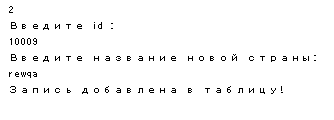 2
Введите id :
10009
Введите название новой страны:
rewqa
Запись добавлена в таблицу!